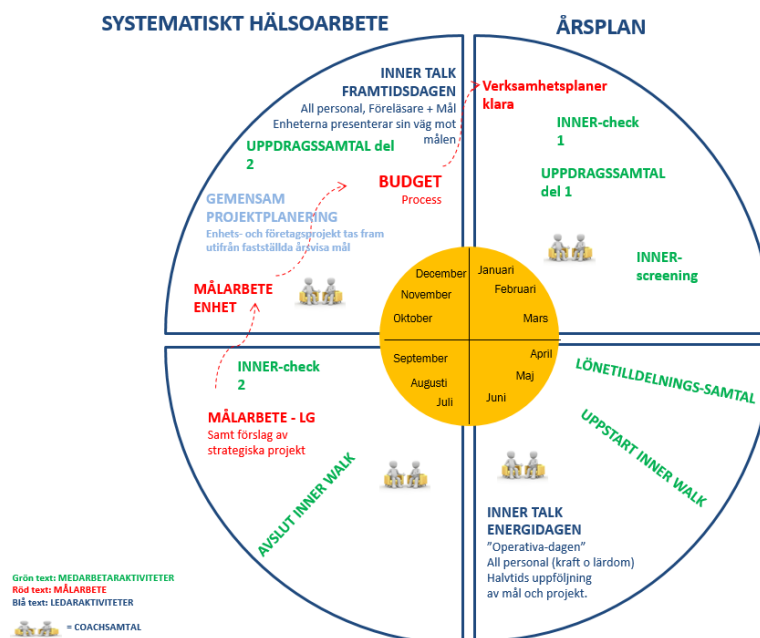 SYSTEMATISKT HÄLSOARBETE
ÅRSPLAN
INNER TALK
FRAMTIDSDAGEN
All personal, Föreläsare + Mål
Enheterna presenterar sin väg mot
målen
UPPDRAGSSAMTAL del
2
BUDGET
Process
GEMENSAM
PROJEKTPLANERING
Enhets- och företagsprojekt tas fram
utifrån fastställda årsvisa mål
MÅLARBETE
ENHET
Verksamhetsplaner
klara
INNER-check
1
UPPDRAGSSAMTAL
del 1
INNER-
screening
December
November
Oktober
Januari
Februari
Mars
September
Augusti
Juli
April
Maj
Juni
INNER-check
2
MÅLARBETE - LG
Samt förslag av
strategiska projekt
AVSLUT INNER WALK
LÖNETILLDELNINGS-SAMTAL
UPPSTART INNER WALK
INNER TALK
ENERGIDAGEN
”Operativa-dagen”
All personal (kraft o lärdom)
Halvtids uppföljning
av mål och projekt.
Grön text: MEDARBETARAKTIVITETER
Röd text: MÅLARBETE
Blå text: LEDARAKTIVITETER
= COACHSAMTAL